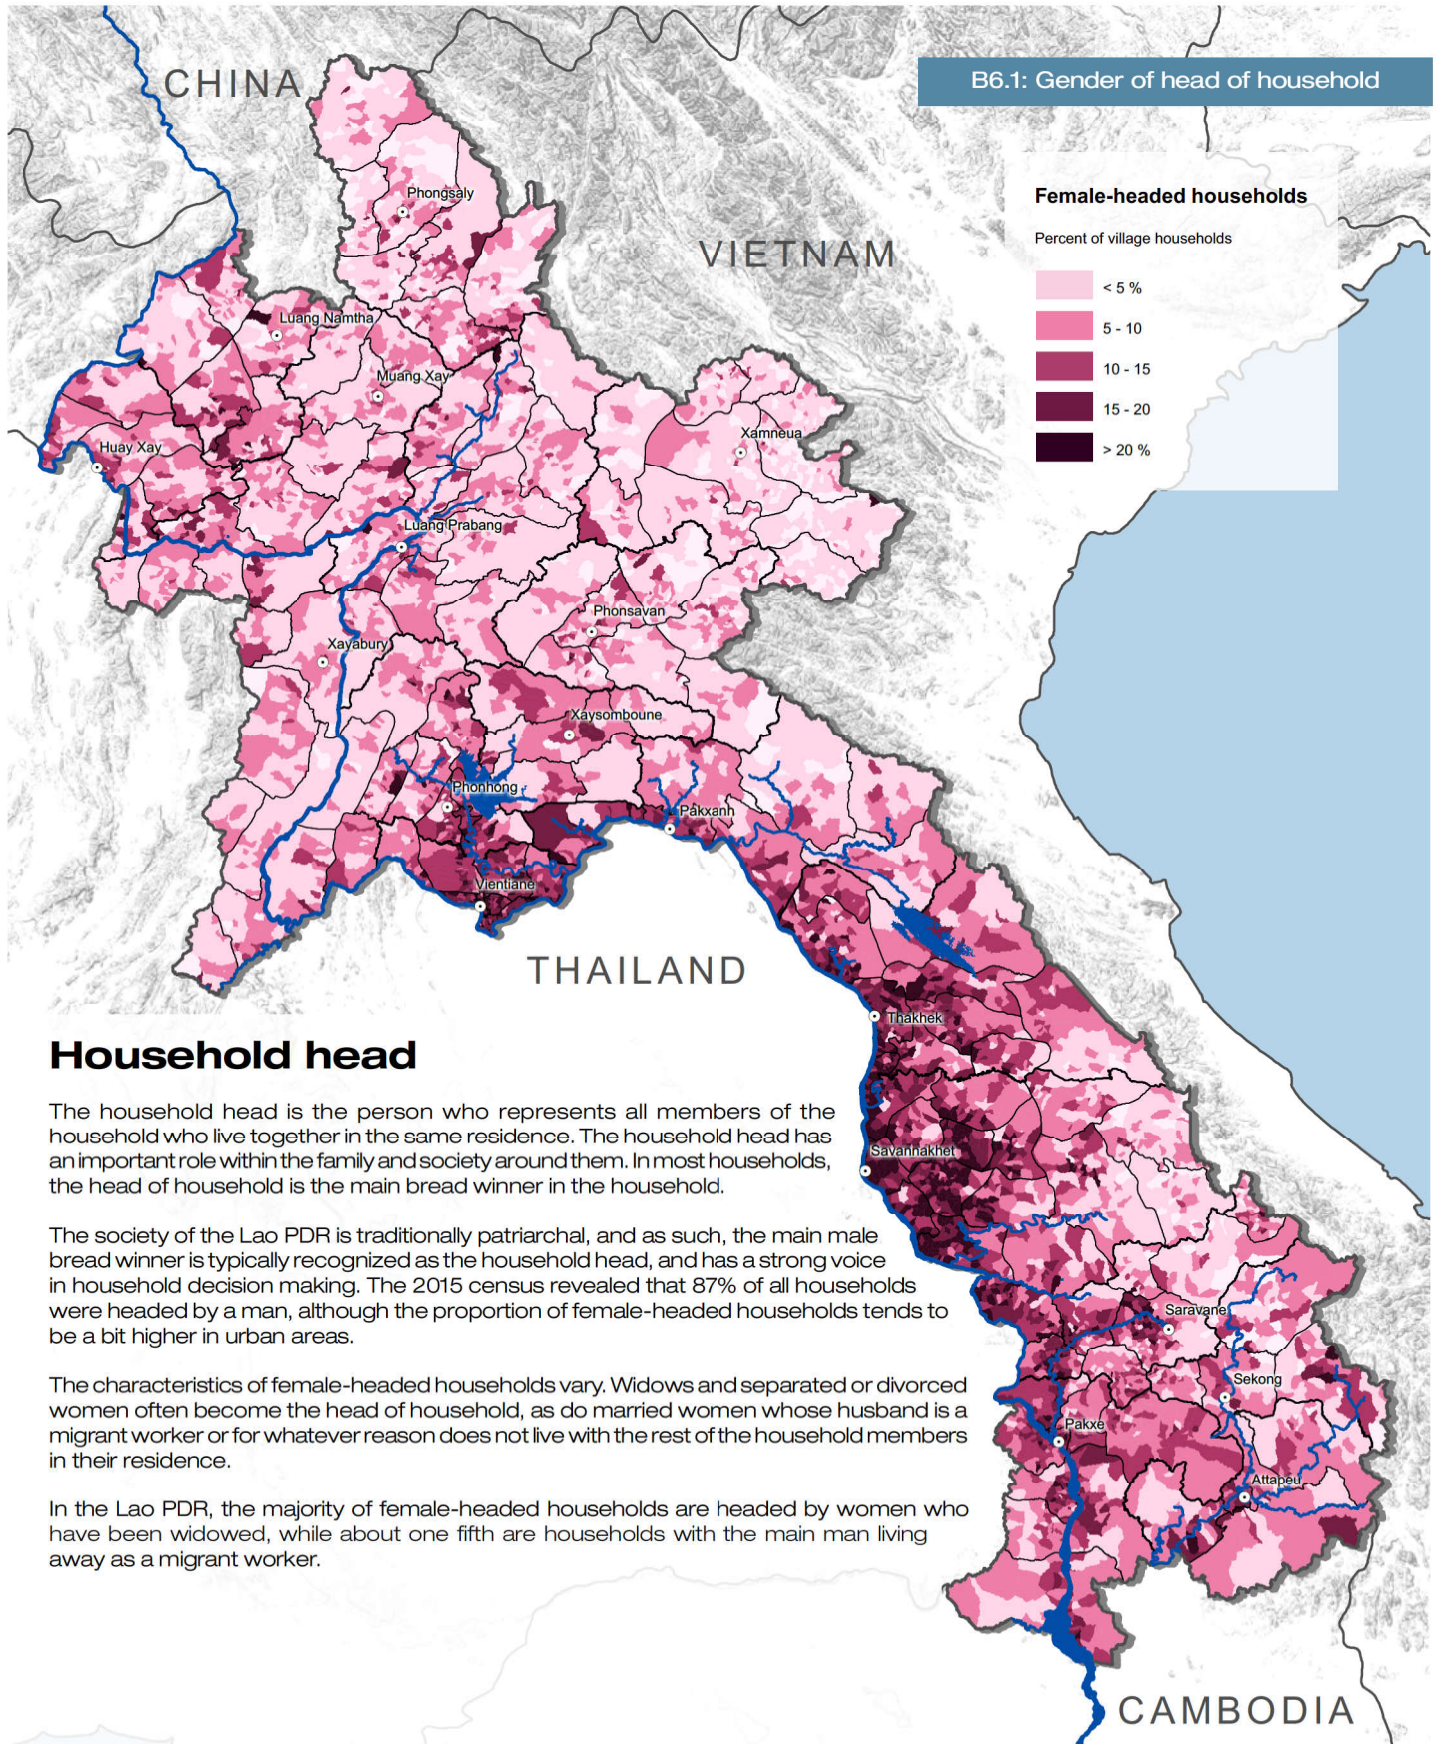 CHINA
B6.1: Gender of head of household
Female-headed households
Percent of village households
< 5 %
5 - 10
10 - 15
15 - 20
> 20 %
VIETNAM
Phongsaly
Luang Namtha
Muang Xay
Huay Xay
Xamneua
Luang Prabang
Phonsavan
Xayabury
Xaysomboune
Phonhong
Pakxanh
Vientiane
THAILAND
Thakhek
Savannakhet
Saravane
Sekong
Pakxe
Attapeu
CAMBODIA
Household head
The household head is the person who represents all members of the
household who live together in the same residence. The household head has
an important role within the family and society around them. In most households,
the head of household is the main bread winner in the household.
The society of the Lao PDR is traditionally patriarchal, and as such, the main male
bread winner is typically recognized as the household head, and has a strong voice
in household decision making. The 2015 census revealed that 87% of all households
were headed by a man, although the proportion of female-headed households tends to
be a bit higher in urban areas.
The characteristics of female-headed households vary. Widows and separated or divorced
women often become the head of household, as do married women whose husband is a
migrant worker or for whatever reason does not live with the rest of the household members
in their residence.
In the Lao PDR, the majority of female-headed households are headed by women who
have been widowed, while about one fifth are households with the main man living
away as a migrant worker.